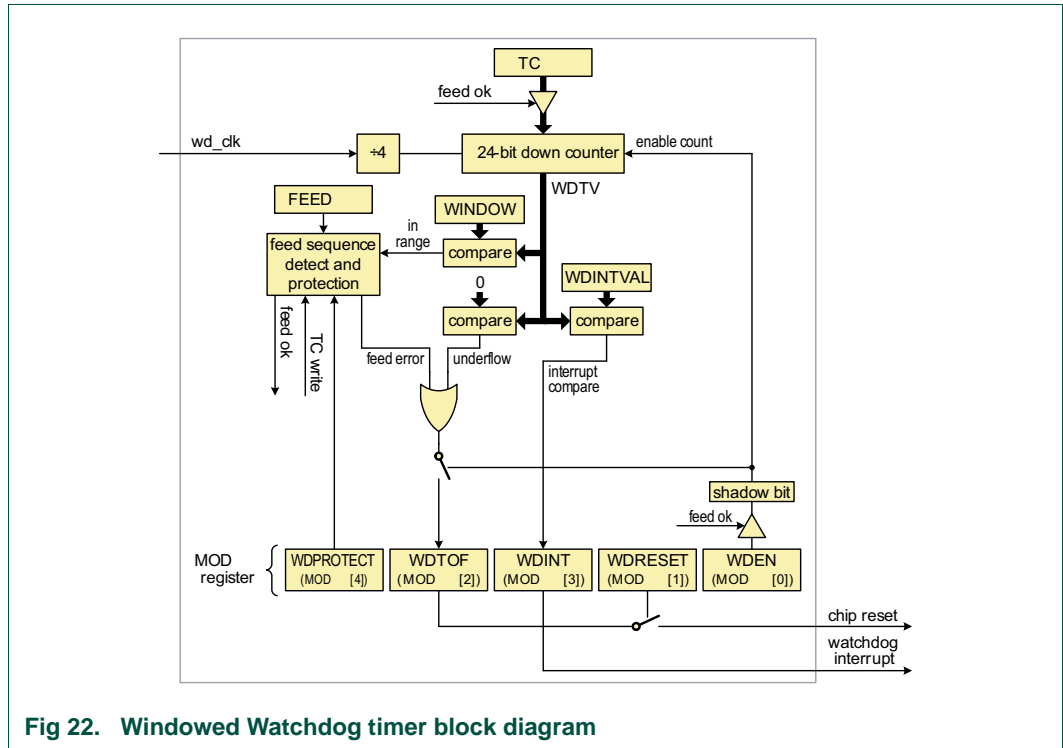 TC
feed ok
wd_clk
÷4
24-bit down counter
enable count
WDTV
FEED
WINDOW
in
range
feed sequence
detect and
protection
compare
0
WDINTVAL
compare
compare
feed ok
TC write
feed error
underflow
interrupt
compare
shadow bit
feed ok
MOD
register
WDPROTECT
(MOD [4])
WDTOF
(MOD [2])
WDINT
(MOD [3])
WDRESET
(MOD [1])
WDEN
(MOD [0])
chip reset
watchdog
interrupt
Fig 22. Windowed Watchdog timer block diagram